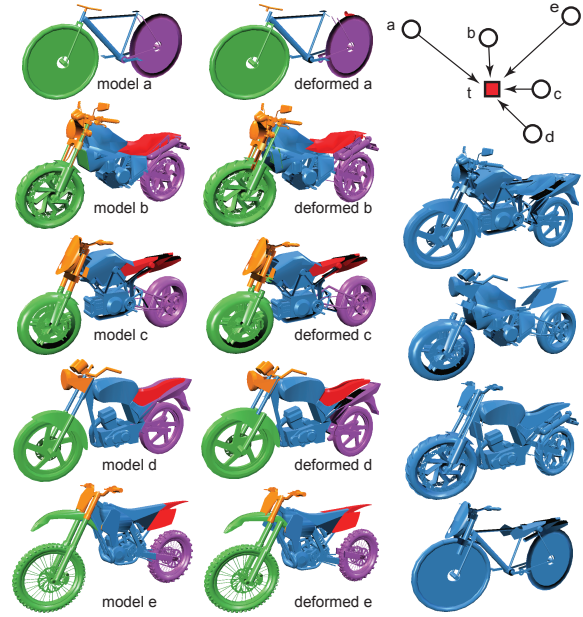 a
b
e
t
c
d
model a
deformed a
model b
deformed b
model c
deformed c
model d
deformed d
model e
deformed e